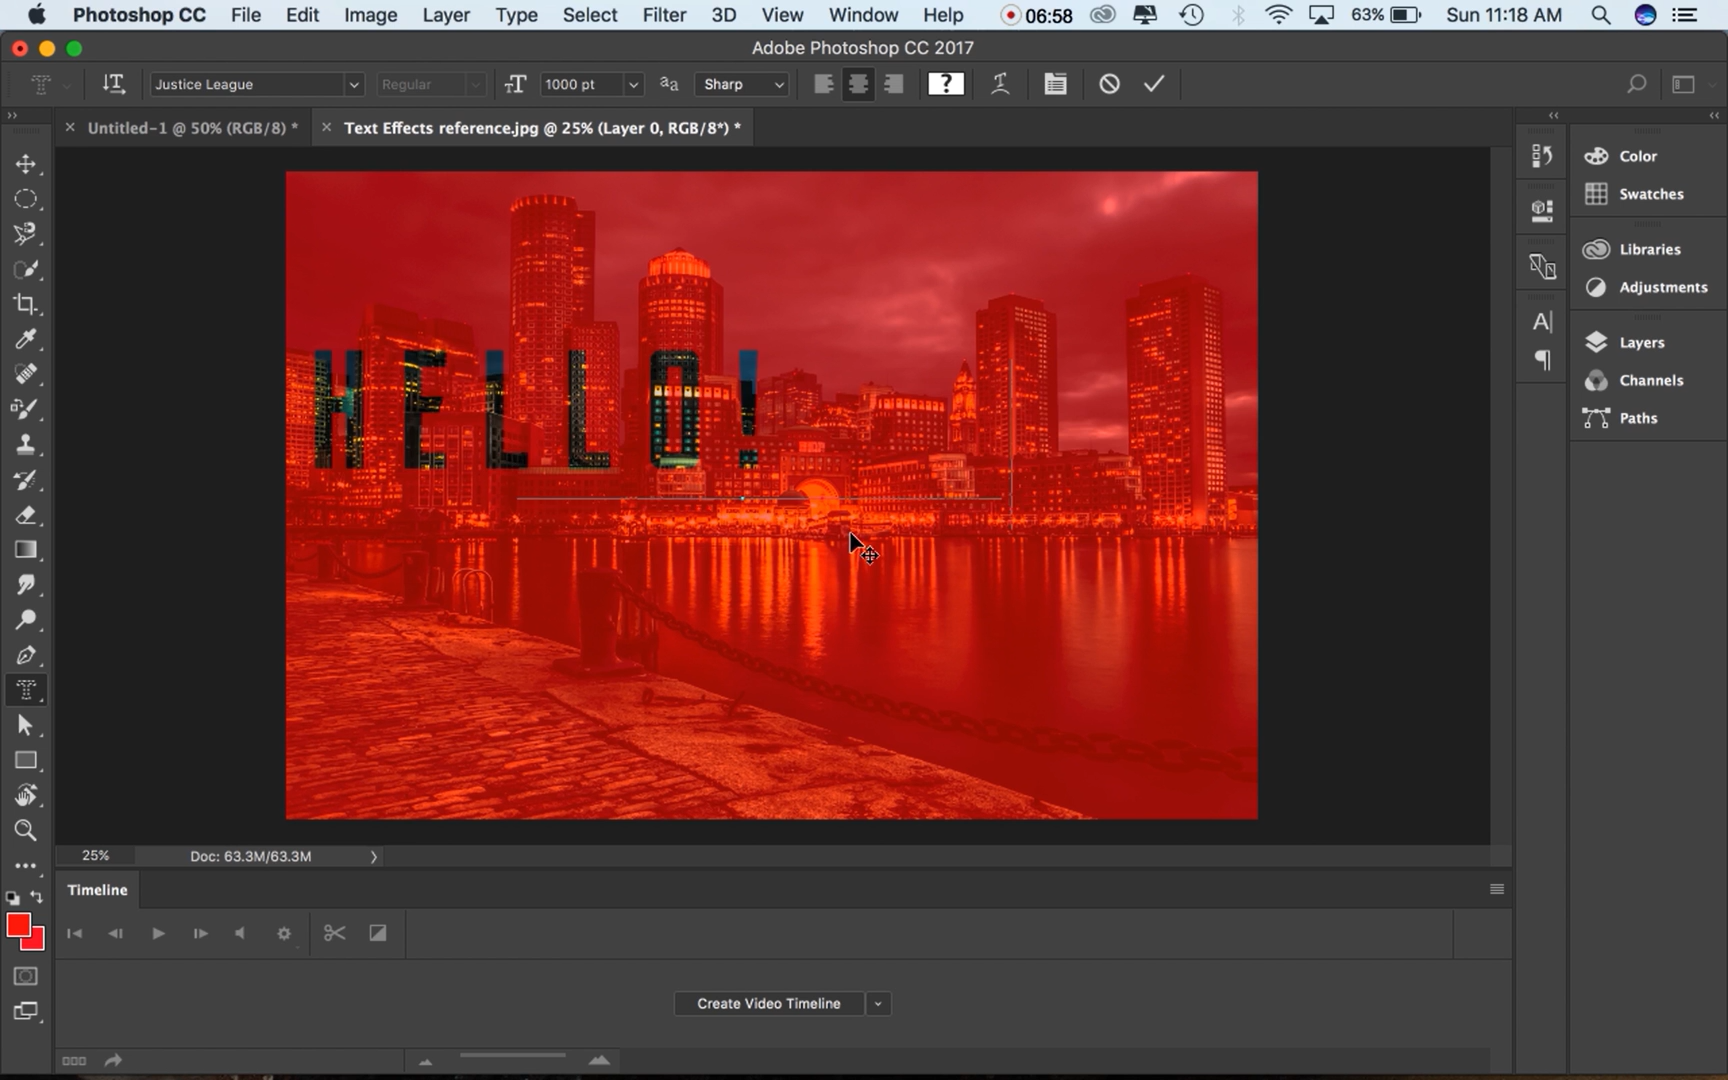 Photoshop CC File Edit Image Layer Type Select Filter 3D View Window Help 06:58 63% Sun 11:18 AM
Adobe Photoshop CC 2017
Justice League Regular 1000 pt aa Sharp ?
Untitled-1 @ 50% (RGB/8) * Text Effects reference.jpg @ 25% (Layer 0, RGB/8*) *
Color
Swatches
Libraries
Adjustments
Layers
Channels
Paths
HELLO!
25% Doc: 63.3M/63.3M
Timeline
Create Video Timeline